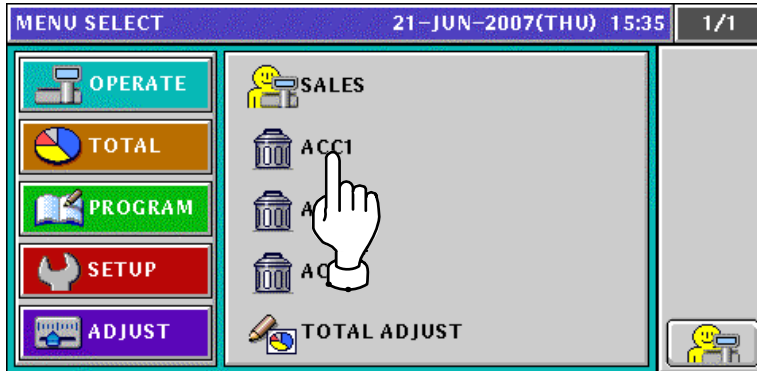 MENU SELECT 21-JUN-2007(THU) 15:35 1/1
OPERATE
TOTAL
PROGRAM
SETUP
ADJUST
SALES
ACC1
TOTAL ADJUST